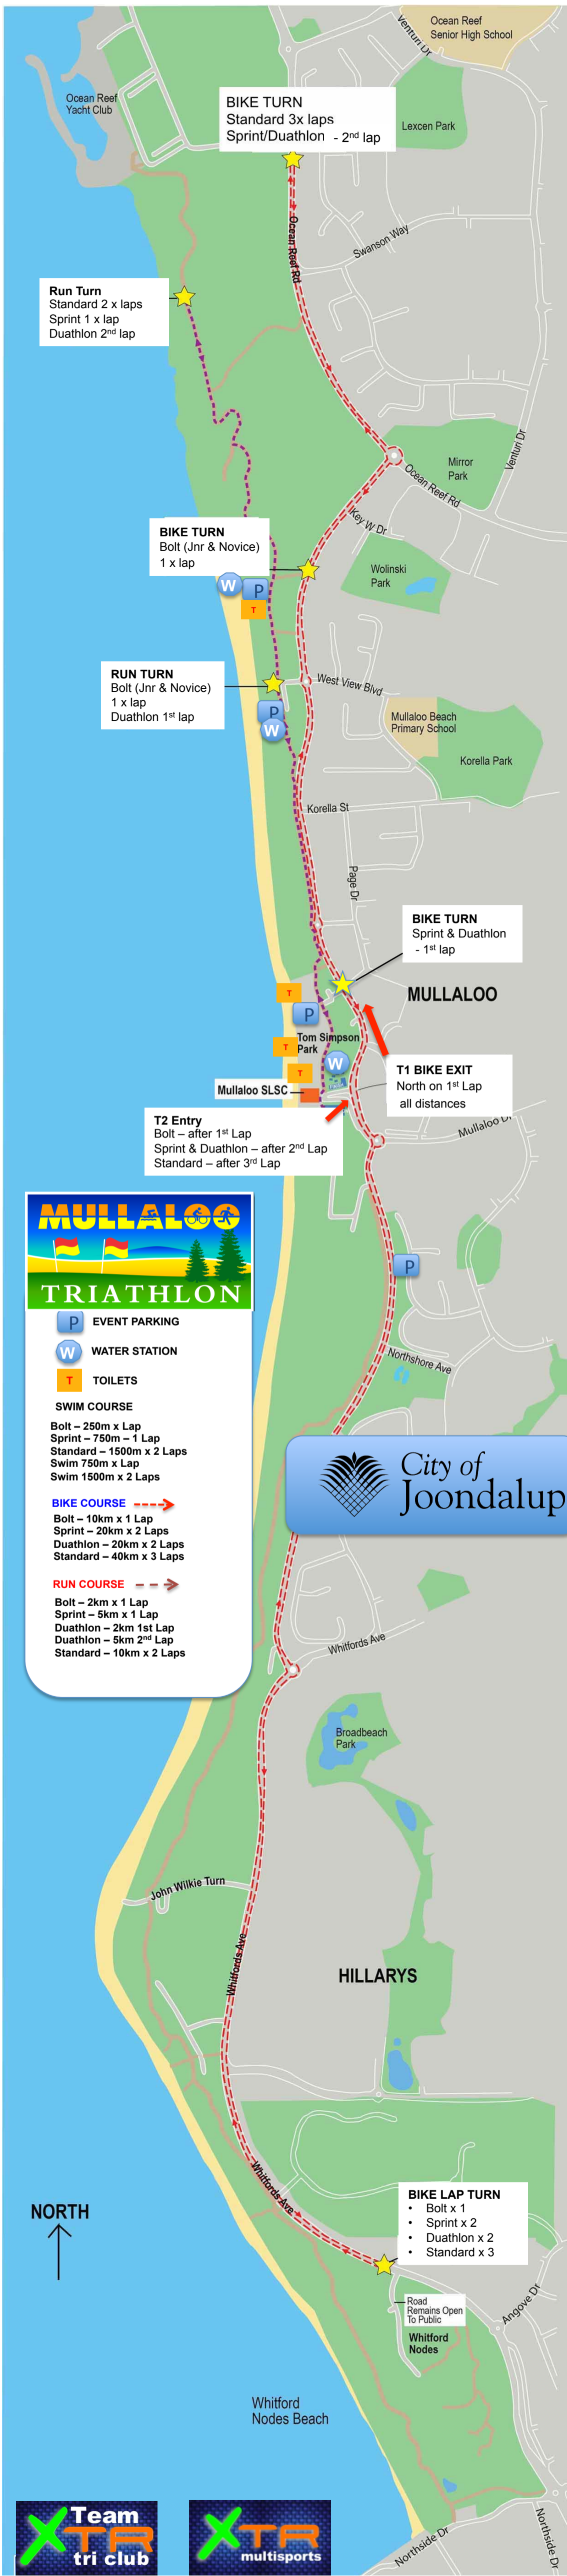 Ocean Reef
Senior High School
Venturi Dr
Ocean Reef
Yacht Club
BIKE TURN
Standard 3x laps
Sprint/Duathlon - 2nd lap
Lexcen Park
Ocean Reef Rd
Swanson Way
Run Turn
Standard 2 x laps
Sprint 1 x lap
Duathlon 2nd lap
Venturi Dr
Mirror
Park
Ocean Reef Rd
Key W Dr
BIKE TURN
Bolt (Jnr & Novice)
1 x lap
Wolinski
Park
W
P
T
RUN TURN
Bolt (Jnr & Novice)
1 x lap
Duathlon 1st lap
West View Blvd
P
W
Mullaloo Beach
Primary School
Korella Park
Korella St
Page Dr
BIKE TURN
Sprint & Duathlon
- 1st lap
MULLALOO
T
P
Tom Simpson
Park
T
W
T
Mullaloo SLSC
T1 BIKE EXIT
North on 1st Lap
all distances
T2 Entry
Bolt – after 1st Lap
Sprint & Duathlon – after 2nd Lap
Standard – after 3rd Lap
Mullaloo Dr
MULLALOO
TRIATHLON
P
P EVENT PARKING
W WATER STATION
T TOILETS
Northshore Ave
SWIM COURSE
Bolt – 250m x Lap
Sprint – 750m – 1 Lap
Standard – 1500m x 2 Laps
Swim 750m x Lap
Swim 1500m x 2 Laps
BIKE COURSE
Bolt – 10km x 1 Lap
Sprint – 20km x 2 Laps
Duathlon – 20km x 2 Laps
Standard – 40km x 3 Laps
RUN COURSE
Bolt – 2km x 1 Lap
Sprint – 5km x 1 Lap
Duathlon – 2km 1st Lap
Duathlon – 5km 2nd Lap
Standard – 10km x 2 Laps
City of
Joondalup
Whitfords Ave
Broadbeach
Park
John Wilkie Turn
Whitfords Ave
HILLARYS
Whitfords Ave
NORTH
BIKE LAP TURN
• Bolt x 1
• Sprint x 2
• Duathlon x 2
• Standard x 3
Road
Remains Open
To Public
Angove Dr
Whitford
Nodes
Whitford
Nodes Beach
Team
XTR
tri club
XTR
multisports
Northside Dr
Northside Dr